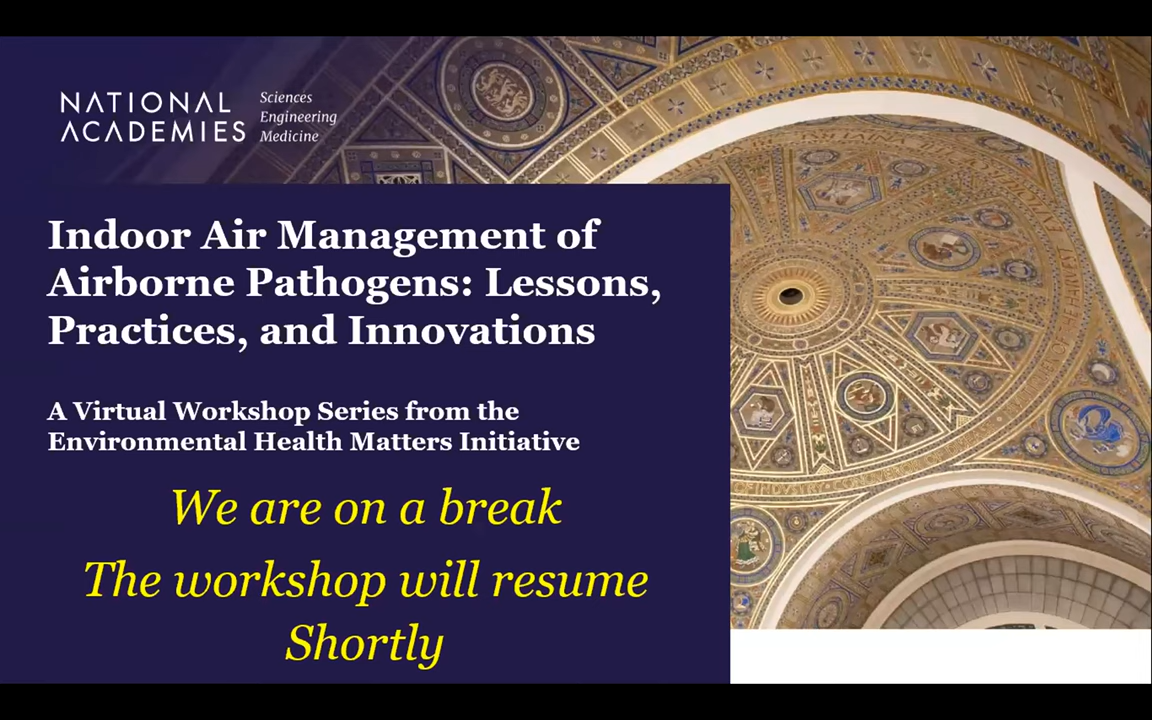 NATIONAL
ACADEMIES
Sciences
Engineering
Medicine
Indoor Air Management of
Airborne Pathogens: Lessons,
Practices, and Innovations
A Virtual Workshop Series from the
Environmental Health Matters Initiative
We are on a break
The workshop will resume
Shortly